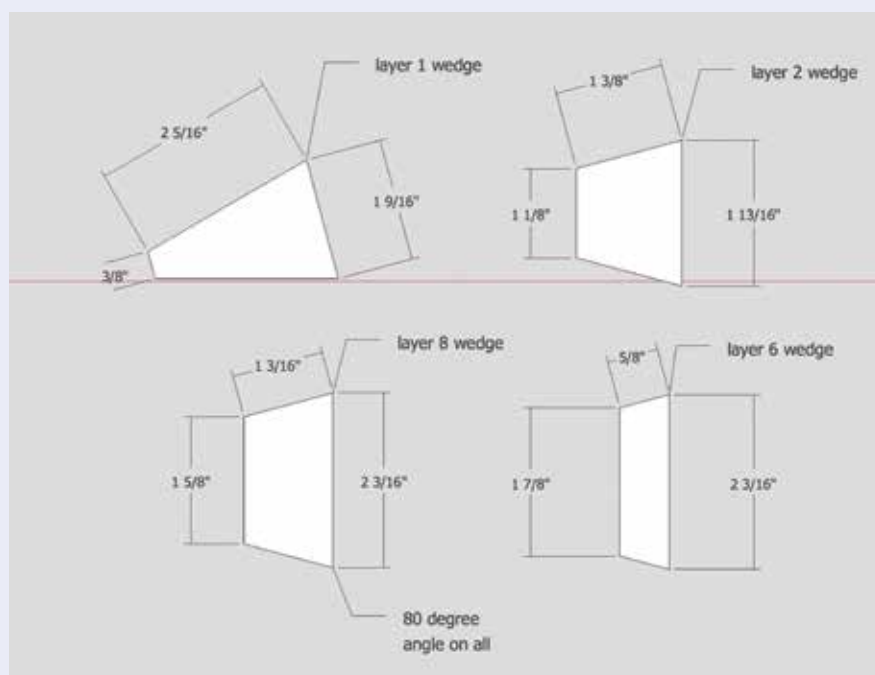 layer 1 wedge
2 5/16"
1 9/16"
3/8"
layer 2 wedge
1 3/8"
1 1/8"
1 13/16"
layer 8 wedge
1 3/16"
1 5/8"
2 3/16"
80 degree
angle on all
layer 6 wedge
5/8"
1 7/8"
2 3/16"